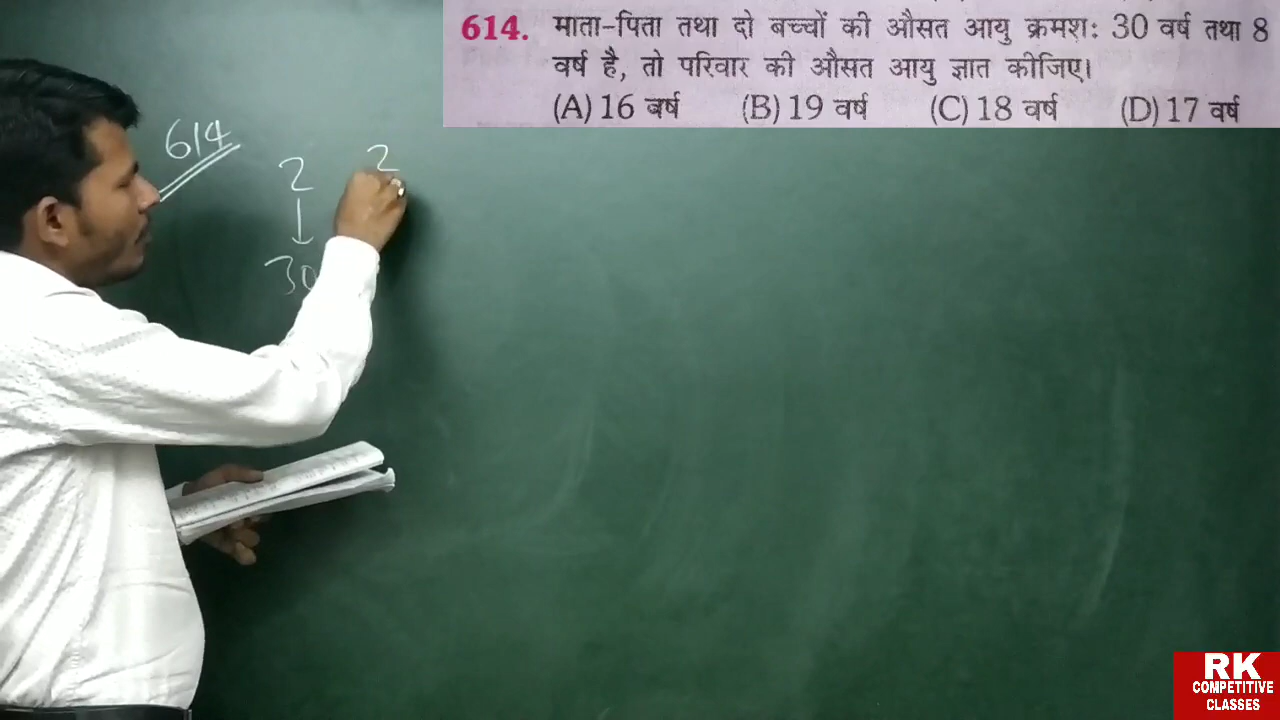 614. माता-पिता तथा दो बच्चों की औसत आयु क्रमशः 30 वर्ष तथा 8
वर्ष है, तो परिवार की औसत आयु ज्ञात कीजिए।
(A) 16 वर्ष (B) 19 वर्ष (C) 18 वर्ष (D) 17 वर्ष
614
2 2
30
RK
COMPETITIVE
CLASSES